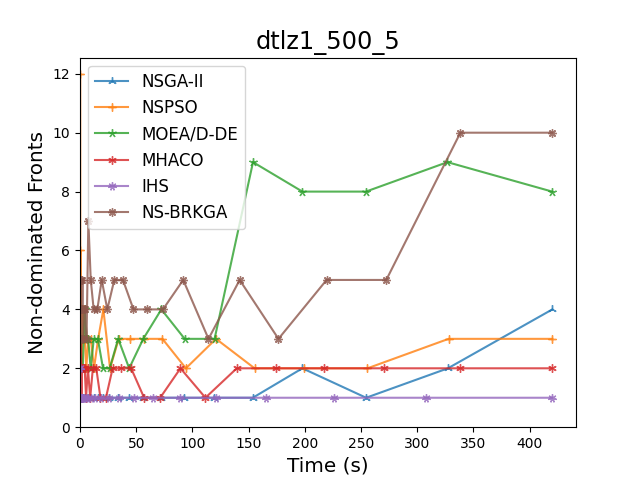 dtlz1_500_5
Non-dominated Fronts
12
10
8
6
4
2
0
NSGA-II
NSPSO
MOEA/D-DE
MHACO
IHS
NS-BRKGA
0 50 100 150 200 250 300 350 400
Time (s)